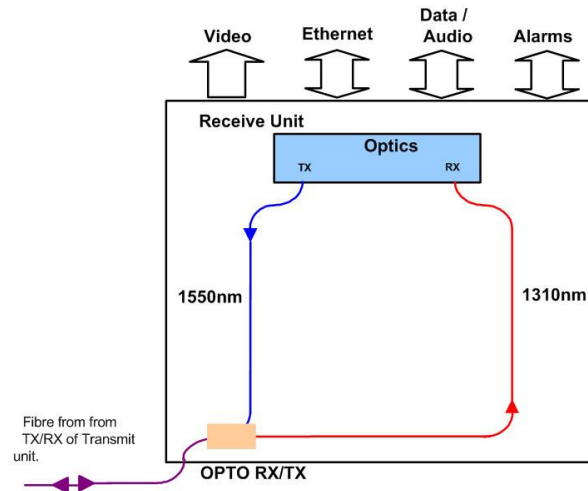 Video
Ethernet
Data /
Audio
Alarms
Receive Unit
Optics
TX
RX
1550nm
1310nm
Fibre from from
TX/RX of Transmit
unit.
OPTO RX/TX